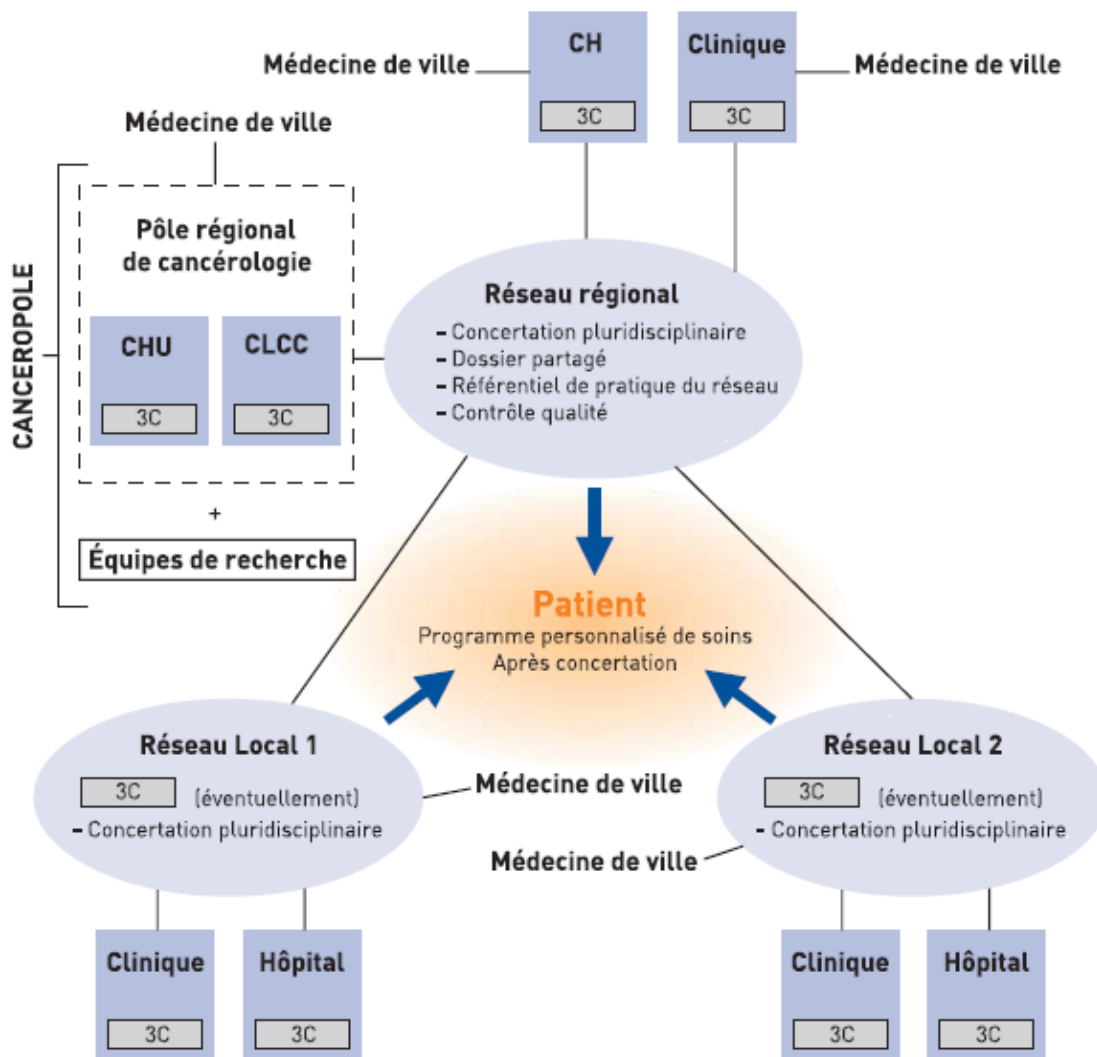 CH
Clinique
Médecine de ville
Médecine de ville
3C
3C
Médecine de ville
CANCEROPOLE
Pôle régional
de cancérologie
CHU
CLCC
3C
3C
+
Équipes de recherche
Réseau régional
- Concertation pluridisciplinaire
- Dossier partagé
- Référentiel de pratique du réseau
- Contrôle qualité
Patient
Programme personnalisé de soins
Après concertation
Réseau Local 1
3C (éventuellement)
- Concertation pluridisciplinaire
Médecine de ville
Réseau Local 2
3C (éventuellement)
- Concertation pluridisciplinaire
Médecine de ville
Clinique
Hôpital
3C
3C
Clinique
Hôpital
3C
3C